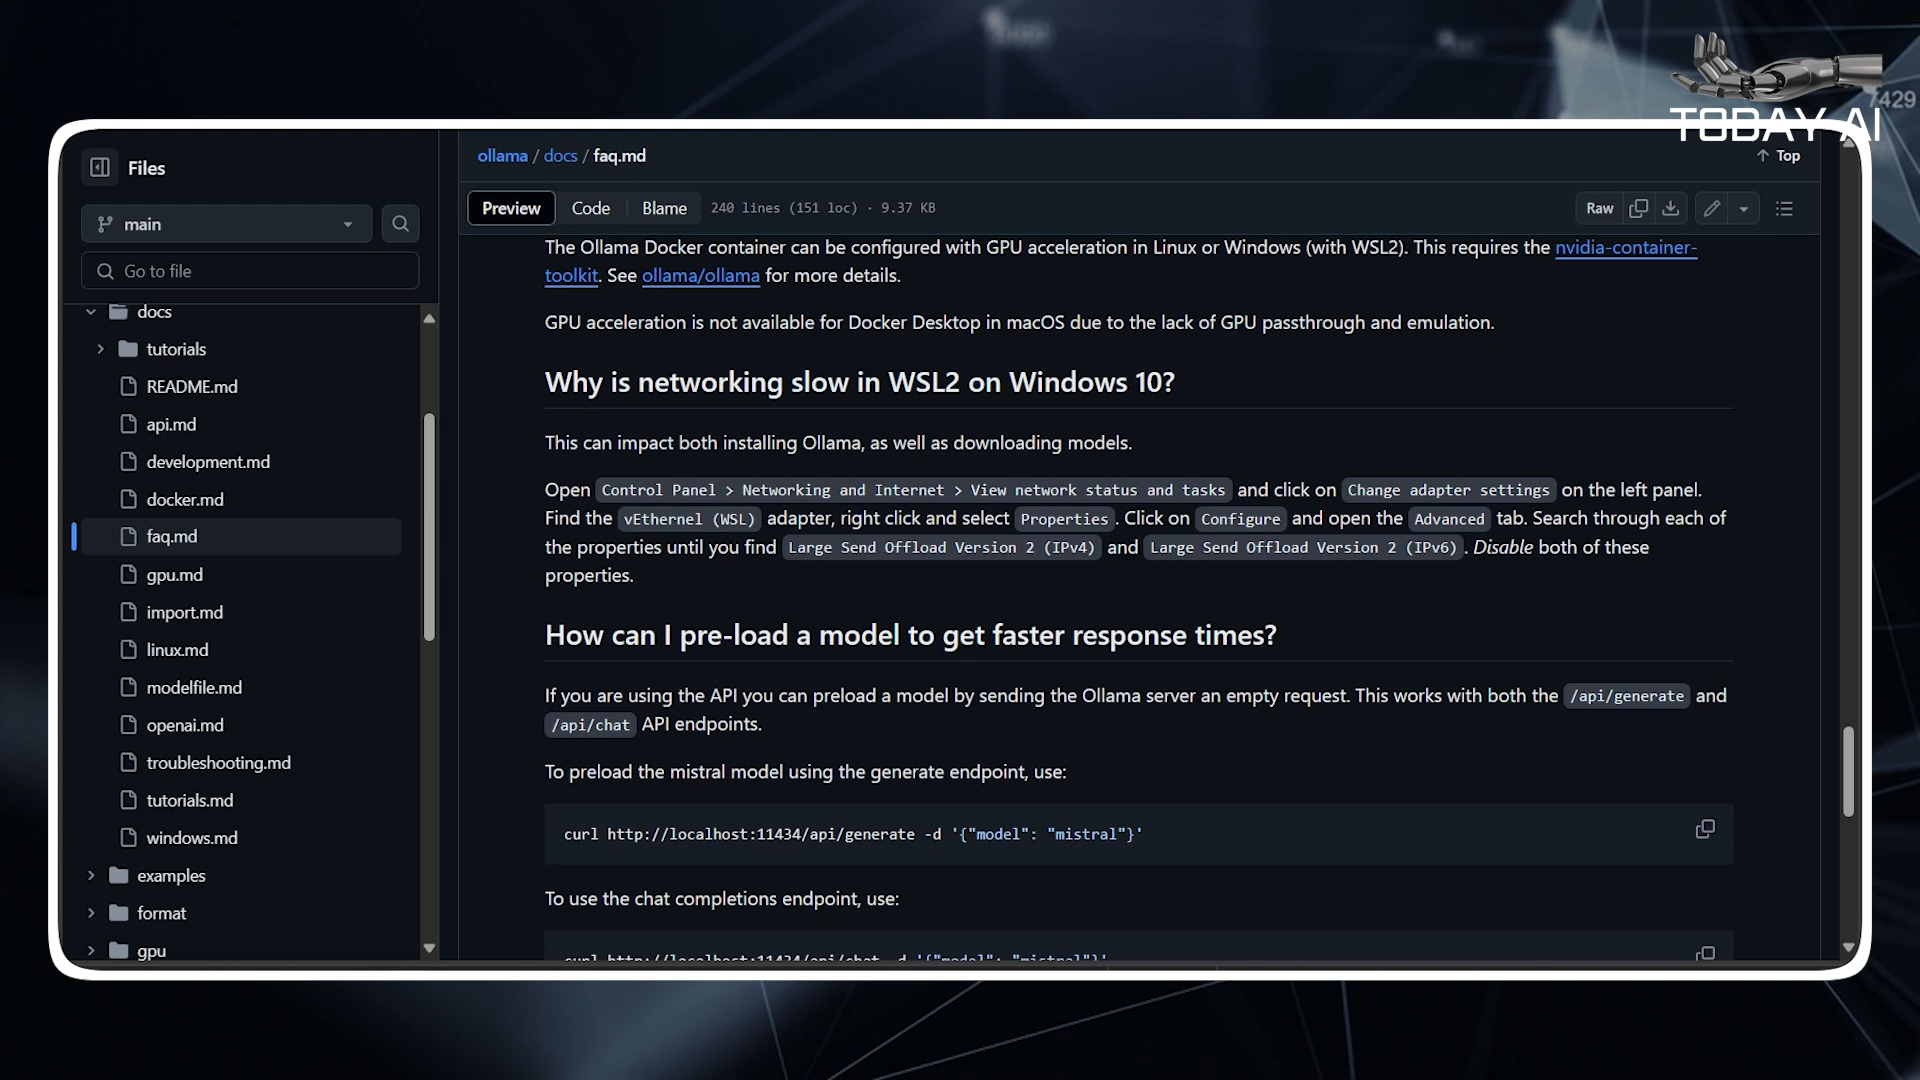 7429
TODAY AI
Files
main
Go to file
docs
tutorials
README.md
api.md
development.md
docker.md
faq.md
gpu.md
import.md
linux.md
modelfile.md
openai.md
troubleshooting.md
tutorials.md
windows.md
examples
format
gpu
ollama / docs / faq.md
Top
Preview Code Blame 240 lines (151 loc) · 9.37 KB
Raw
The Ollama Docker container can be configured with GPU acceleration in Linux or Windows (with WSL2). This requires the nvidia-container-
toolkit. See ollama/ollama for more details.
GPU acceleration is not available for Docker Desktop in macOS due to the lack of GPU passthrough and emulation.
Why is networking slow in WSL2 on Windows 10?
This can impact both installing Ollama, as well as downloading models.
Open Control Panel > Networking and Internet > View network status and tasks and click on Change adapter settings on the left panel.
Find the vEthernel (WSL) adapter, right click and select Properties. Click on Configure and open the Advanced tab. Search through each of
the properties until you find Large Send Offload Version 2 (IPv4) and Large Send Offload Version 2 (IPv6). Disable both of these
properties.
How can I pre-load a model to get faster response times?
If you are using the API you can preload a model by sending the Ollama server an empty request. This works with both the /api/generate and
/api/chat API endpoints.
To preload the mistral model using the generate endpoint, use:
curl http://localhost:11434/api/generate -d '{"model": "mistral"}'
To use the chat completions endpoint, use:
curl http://localhost:11434/api/chat -d '{"model": "mistral"}'